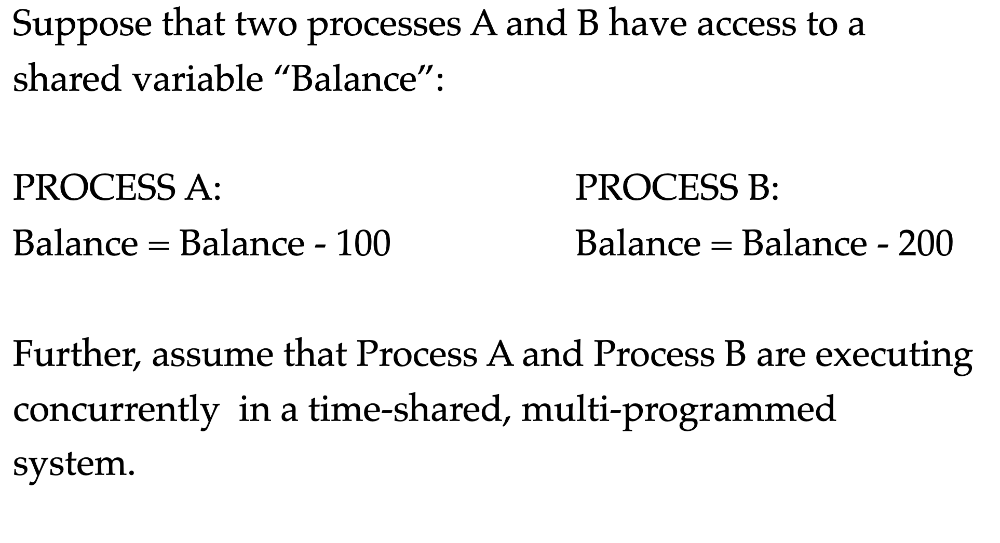 Suppose that two processes A and B have access to a
shared variable “Balance”:
PROCESS A: PROCESS B:
Balance = Balance - 100 Balance = Balance - 200
Further, assume that Process A and Process B are executing
concurrently  in a time-shared, multi-programmed
system.